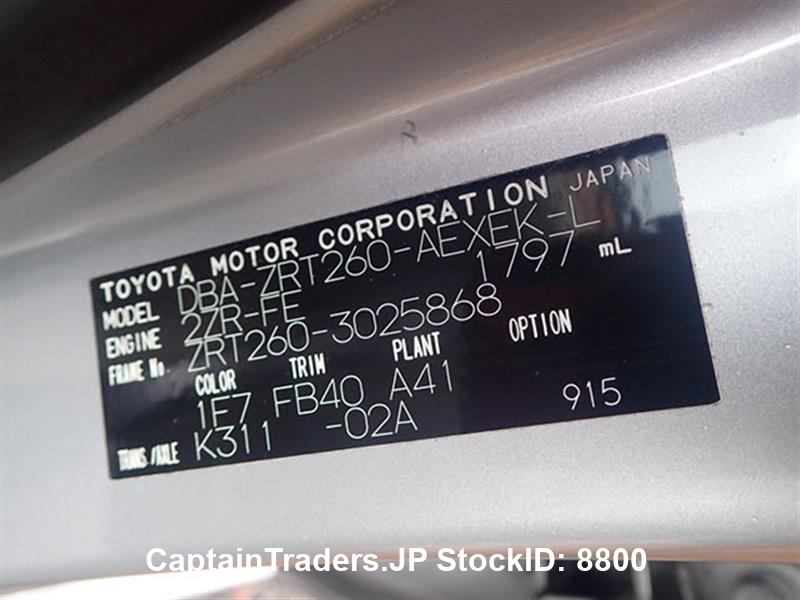 TOYOTA MOTOR CORPORATION JAPAN
MODEL DBA-ZRT260-AEXEK-L
ENGINE 2ZR-FE 1797 mL
FRAME No. ZRT260-3025868
COLOR TRIM PLANT OPTION
1F7 FB40 A41
TRANS./AXLE K311 -02A 915
CaptainTraders.JP StockID: 8800